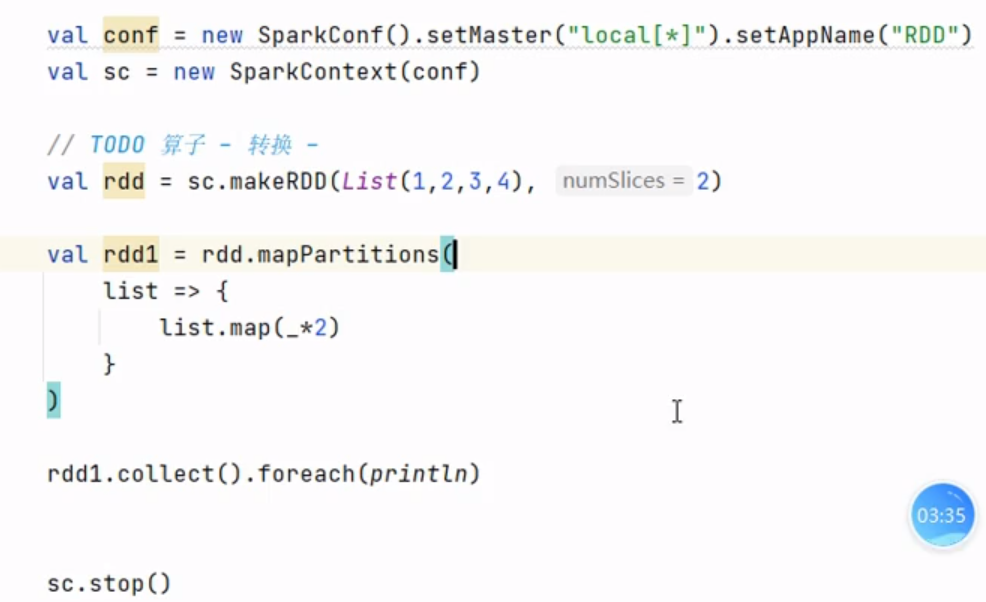 val conf = new SparkConf().setMaster("local[*]").setAppName("RDD")
val sc = new SparkContext(conf)
// TODO 算子 - 转换 -
val rdd = sc.makeRDD(List(1,2,3,4), numSlices = 2)
val rdd1 = rdd.mapPartitions(
list => {
list.map(_*2)
}
)
rdd1.collect().foreach(println)
03:35
sc.stop()